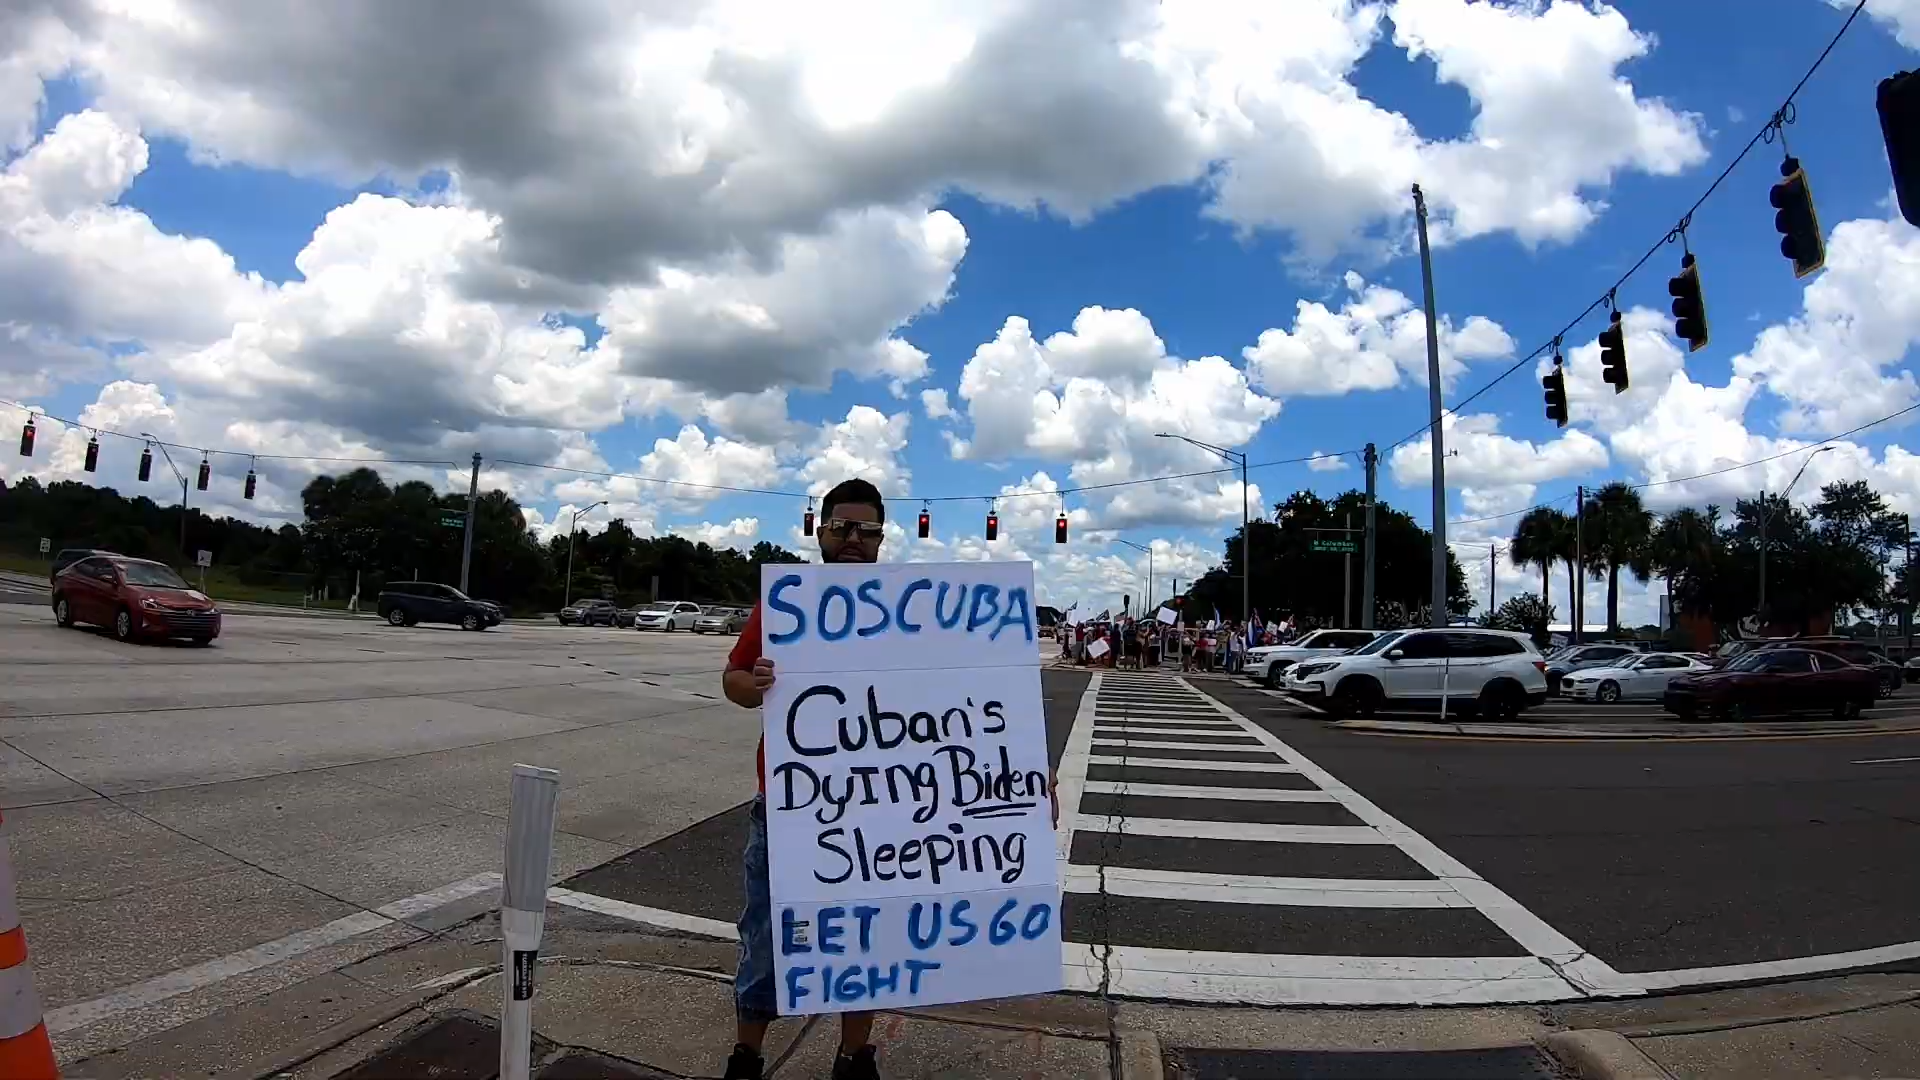 SOSCUBA
Cuban's
Dying Biden
Sleeping
LET US GO
FIGHT